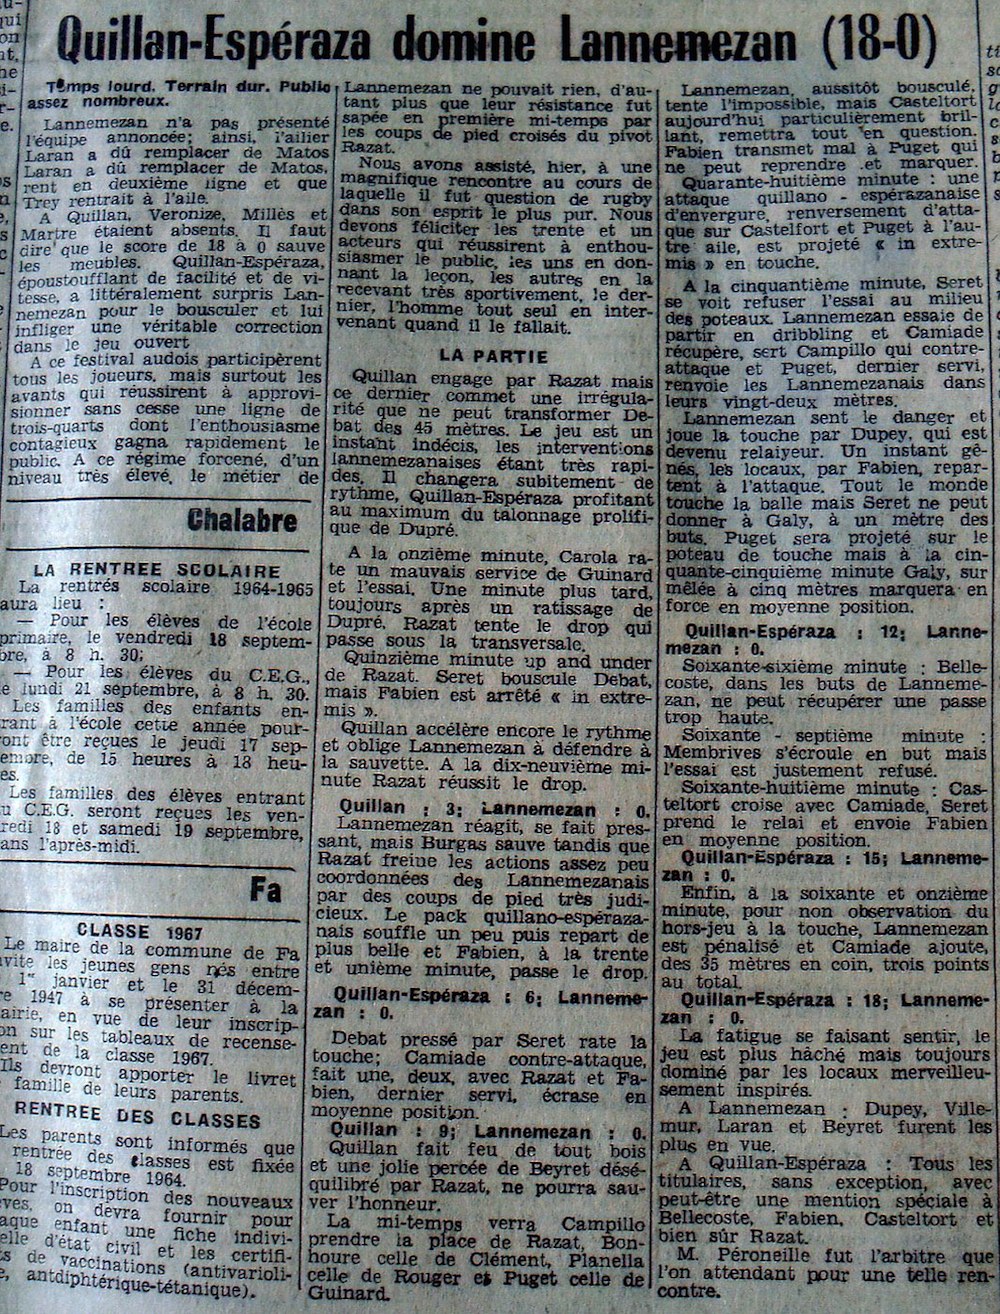 Quillan-Espéraza domine Lannemezan (18-0)
Temps lourd. Terrain dur. Public
assez nombreux.
Lannemezan n'a pas présenté
l'équipe annoncée; ainsi, l'ailier
Laran a dû remplacer de Matos
Laran a dû remplacer de Matos,
rent en deuxième ligne et que
Trey rentrait à l'aile.
A Quillan, Veronize, Millès et
Martre étaient absents. Il faut
dire que le score de 18 à 0 sauve
les meubles. Quillan-Espéraza,
époustouflant de facilité et de vi-
tesse, a littéralement surpris Lan-
nemezan pour le bousculer et lui
infliger une véritable correction
dans le jeu ouvert
A ce festival audois participèrent
tous les joueurs, mais surtout les
avants qui réussirent à approvi-
sionner sans cesse une ligne de
trois-quarts dont l'enthousiasme
contagieux gagna rapidement le
public. A ce régime forcené, d'un
niveau très élevé, le métier de
Lannemezan ne pouvait rien, d'au-
tant plus que leur résistance fut
sapée en première mi-temps par
les coups de pied croisés du pivot
Razat.
Nous avons assisté, hier, à une
magnifique rencontre au cours de
laquelle il fut question de rugby
dans son esprit le plus pur. Nous
devons féliciter les trente et un
acteurs qui réussirent à enthou-
siasmer le public, les uns en don-
nant la leçon, les autres en la
recevant très sportivement, le der-
nier, l'homme tout seul en inter-
venant quand il le fallait.
LA PARTIE
Quillan engage par Razat mais
ce dernier commet une irrégula-
rité que ne peut transformer De-
bat des 45 mètres. Le jeu est un
instant indécis, les interventions
lannemezanaises étant très rapi-
des. Il changera subitement de
rythme, Quillan-Espéraza profitant
au maximum du talonnage prolifi-
que de Dupré.
A la onzième minute, Carola ra-
te un mauvais service de Guinard
et l'essai. Une minute plus tard,
toujours après un ratissage de
Dupré, Razat tente le drop qui
passe sous la transversale.
Quinzième minute up and under
de Razat. Seret bouscule Debat,
mais Fabien est arrêté « in extre-
mis ».
Quillan accélère encore le rythme
et oblige Lannemezan à défendre à
la sauvette. A la dix-neuvième mi-
nute Razat réussit le drop.
Quillan : 3; Lannemezan : 0.
Lannemezan réagit, se fait pres-
sant, mais Burgas sauve tandis que
Razat freine les actions assez peu
coordonnées des Lannemezanais
par des coups de pied très judi-
cieux. Le pack quillano-espéraza-
nais souffle un peu puis repart de
plus belle et Fabien, à la trente
et unième minute, passe le drop.
Quillan-Espéraza : 6; Lanneme-
zan : 0.
Debat pressé par Seret rate la
touche; Camiade contre-attaque,
fait une, deux, avec Razat et Fa-
bien, dernier servi, écrase en
moyenne position.
Quillan : 9; Lannemezan : 0.
Quillan fait feu de tout bois
et une jolie percée de Beyret désé-
quilibré par Razat, ne pourra sau-
ver l'honneur.
La mi-temps verra Campillo
prendre la place de Razat, Bon-
houre celle de Clément, Planella
celle de Rouger et Puget celle de
Guinard.
Lannemezan, aussitôt bousculé,
tente l'impossible, mais Casteltort
aujourd'hui particulièrement bril-
lant, remettra tout en question.
Fabien transmet mal à Puget qui
ne peut reprendre et marquer.
Quarante-huitième minute : une
attaque quillano - espérazanaise
d'envergure, renversement d'atta-
que sur Castelfort et Puget à l'au-
tre aile, est projeté « in extre-
mis » en touche.
A la cinquantième minute, Seret
se voit refuser l'essai au milieu
des poteaux. Lannemezan essaie de
partir en dribbling et Camiade
récupère, sert Campillo qui contre-
attaque et Puget, dernier servi,
renvoie les Lannemezanais dans
leurs vingt-deux mètres.
Lannemezan sent le danger et
joue la touche par Dupey, qui est
devenu relaiyeur. Un instant gê-
nés, les locaux, par Fabien, repar-
tent à l'attaque. Tout le monde
touche la balle mais Seret ne peut
donner à Galy, à un mètre des
buts. Puget sera projeté sur le
poteau de touche mais à la cin-
quante-cinquième minute Galy, sur
mêlée à cinq mètres marquera en
force en moyenne position.
Quillan-Espéraza : 12; Lanne-
mezan : 0.
Soixante-sixième minute : Belle-
coste, dans les buts de Lanneme-
zan, ne peut récupérer une passe
trop haute.
Soixante - septième minute :
Membrives s'écroule en but mais
l'essai est justement refusé.
Soixante-huitième minute : Cas-
teltort croise avec Camiade, Seret
prend le relai et envoie Fabien
en moyenne position.
Quillan-Espéraza : 15; Lanneme-
zan : 0.
Enfin, à la soixante et onzième
minute, pour non observation du
hors-jeu à la touche, Lannemezan
est pénalisé et Camiade ajoute,
des 35 mètres en coin, trois points
au total.
Quillan-Espéraza : 18; Lanneme-
zan : 0.
La fatigue se faisant sentir, le
jeu est plus hâché mais toujours
dominé par les locaux merveilleu-
sement inspirés.
A Lannemezan : Dupey, Ville-
mur, Laran et Beyret furent les
plus en vue.
A Quillan-Espéraza : Tous les
titulaires, sans exception, avec
peut-être une mention spéciale à
Bellecoste, Fabien, Casteltort et
bien sûr Razat.
M. Péroneille fut l'arbitre que
l'on attendant pour une telle ren-
contre.
Chalabre
LA RENTREE SCOLAIRE
La rentrés scolaire 1964-1965
aura lieu :
— Pour les élèves de l'école
primaire, le vendredi 18 septem-
bre, à 8 h. 30;
— Pour les élèves du C.E.G.,
le lundi 21 septembre, à 8 h. 30.
Les familles des enfants en-
trant à l'école cette année pour-
ront être reçues le jeudi 17 sep-
tembre, de 15 heures à 18 heu-
res.
Les familles des élèves entrant
au C.E.G. seront reçues les ven-
redi 18 et samedi 19 septembre,
ans l'après-midi.
Fa
CLASSE 1967
Le maire de la commune de Fa
vite les jeunes gens nés entre
1er janvier et le 31 décem-
re 1947 à se présenter à la
airie, en vue de leur inscrip-
on sur les tableaux de recense-
ent de la classe 1967.
Ils devront apporter le livret
famille de leurs parents.
RENTREE DES CLASSES
Les parents sont informés que
rentrée des classes est fixée
18 septembre 1964.
Pour l'inscription des nouveaux
ves, on devra fournir pour
aque enfant une fiche indivi-
elle d'état civil et les certifi-
ts de vaccinations (antivarioli-
e, antdiphtérique-tétanique).